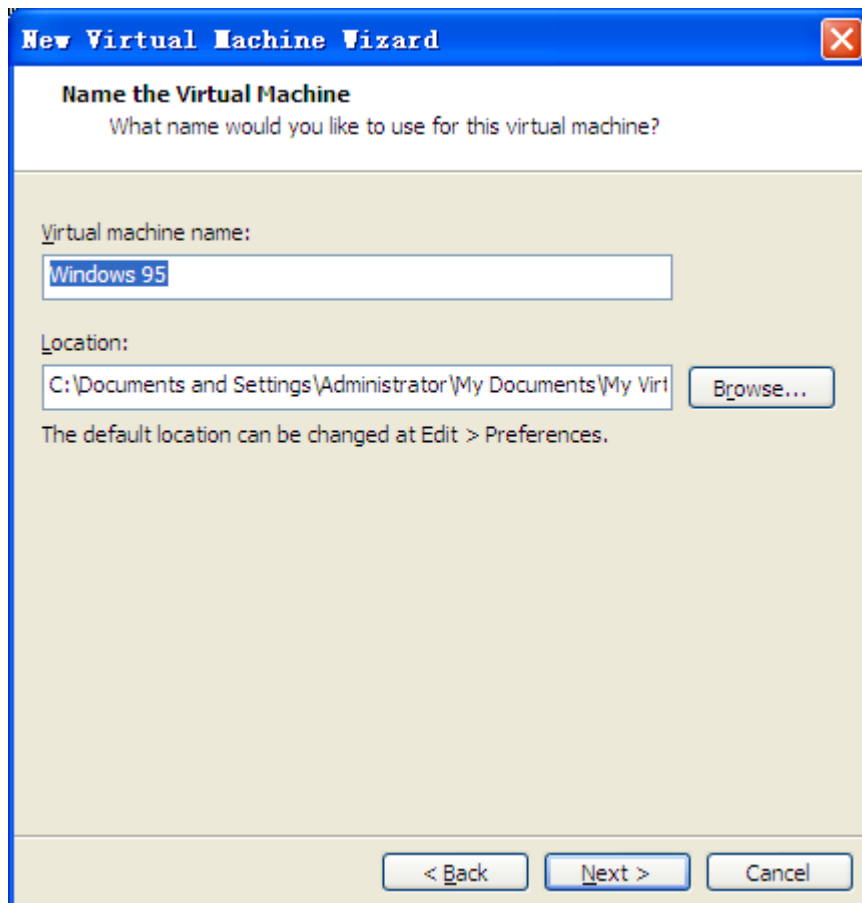 New Virtual Machine Wizard
Name the Virtual Machine
What name would you like to use for this virtual machine?
Virtual machine name:
Windows 95
Location:
C:\Documents and Settings\Administrator\My Documents\My Virt
Browse...
The default location can be changed at Edit > Preferences.
< Back Next > Cancel